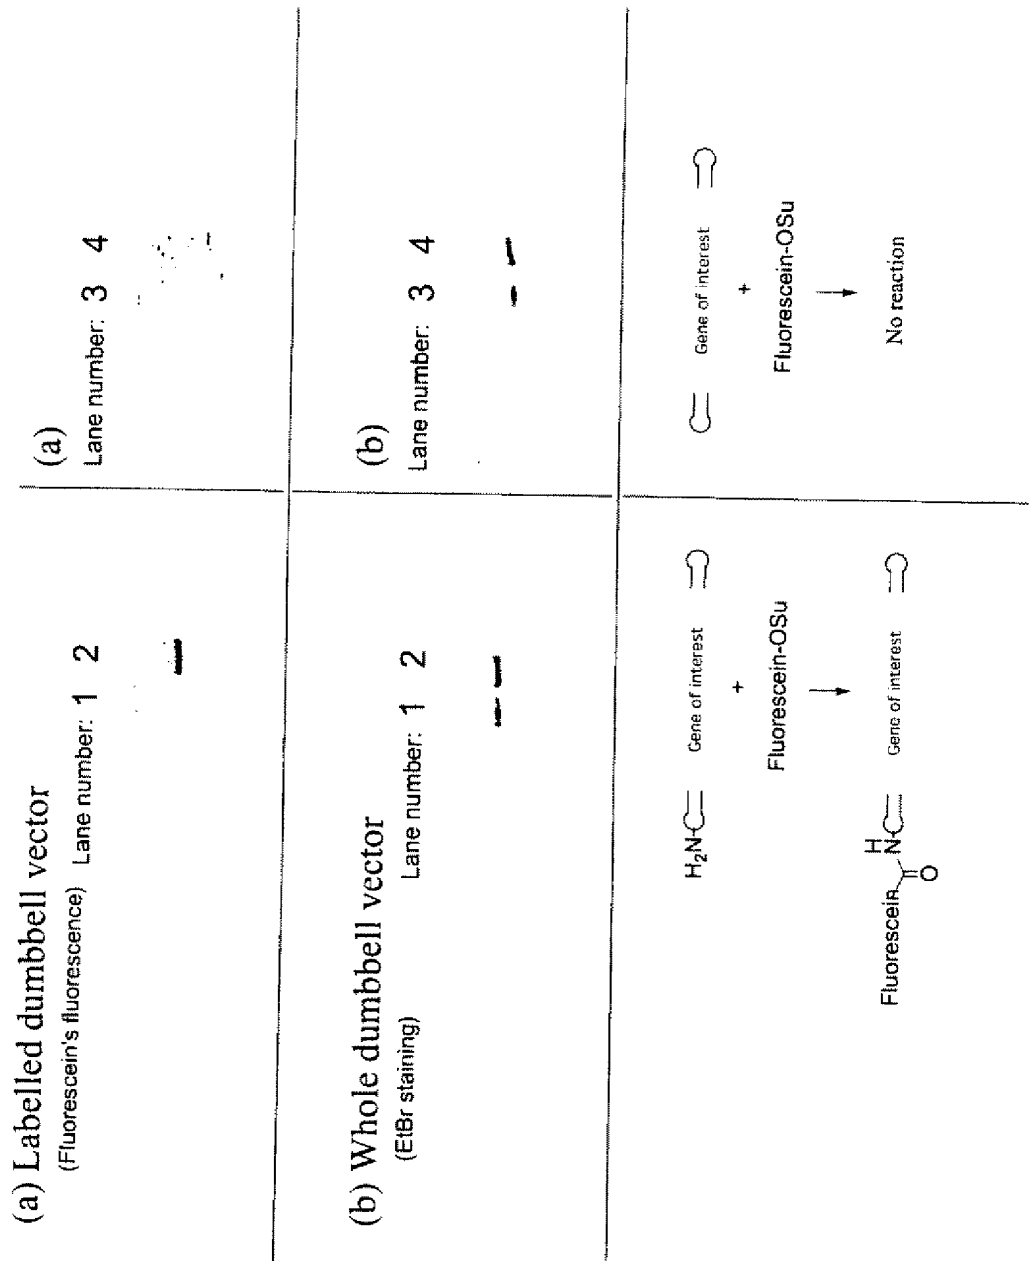 (a) Labelled dumbbell vector
(Fluorescein's fluorescence) Lane number: 1 2
(a)
Lane number: 3 4
(b) Whole dumbbell vector
(EtBr staining) Lane number: 1 2
(b)
Lane number: 3 4
H₂N Gene of interest
+
Fluorescein-OSu
Fluorescein H N O Gene of interest
Gene of interest
+
Fluorescein-OSu
No reaction